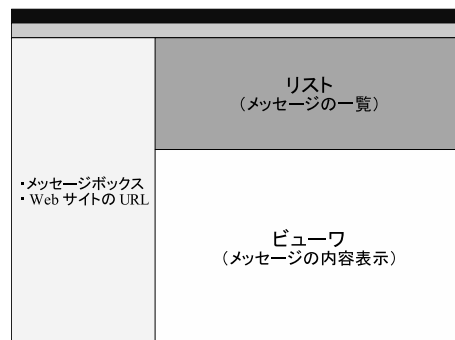 リスト
（メッセージの一覧）
・メッセージボックス
・Web サイトの URL
ビューワ
（メッセージの内容表示）